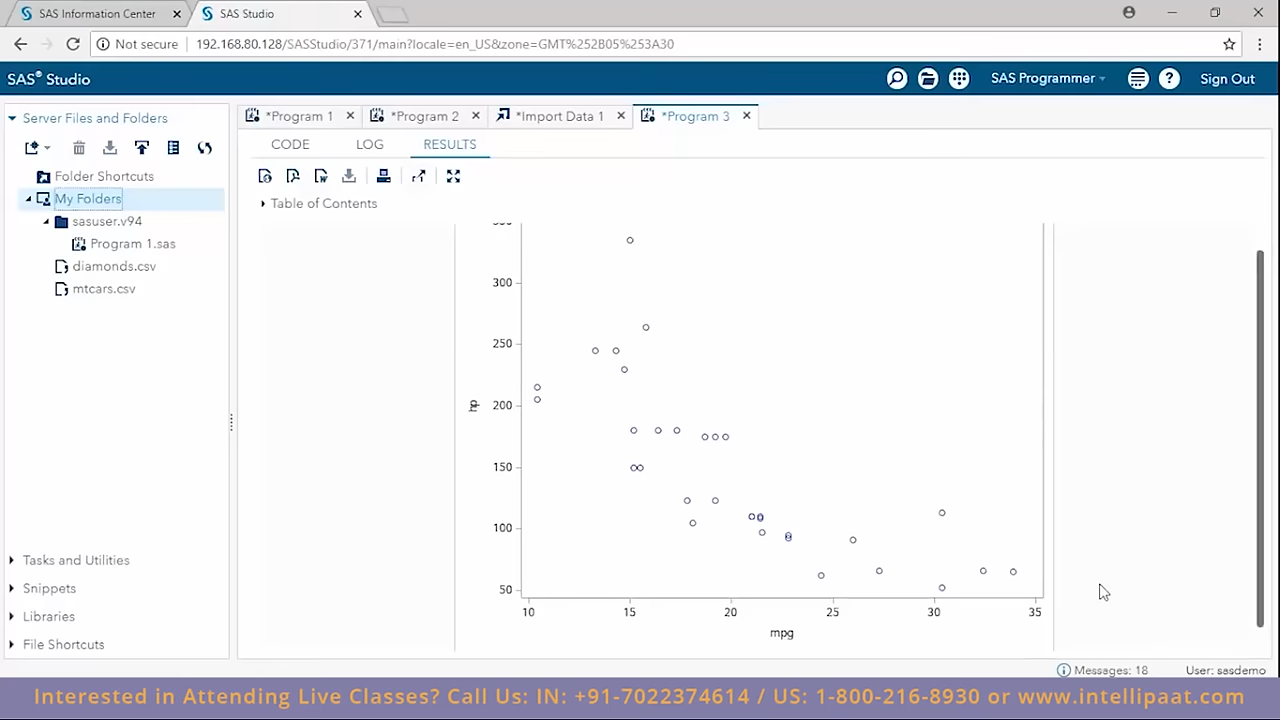 SAS Information Center
SAS Studio
Not secure 192.168.80.128/SASStudio/371/main?locale=en_US&zone=GMT%252B05%253A30
SAS® Studio
SAS Programmer
Sign Out
Server Files and Folders
*Program 1
*Program 2
*Import Data 1
*Program 3
CODE
LOG
RESULTS
Folder Shortcuts
My Folders
sasuser.v94
Program 1.sas
diamonds.csv
mtcars.csv
Table of Contents
350
300
250
200
150
100
50
hp
10 15 20 25 30 35
mpg
Tasks and Utilities
Snippets
Libraries
File Shortcuts
Messages: 18
User: sasdemo
Interested in Attending Live Classes? Call Us: IN: +91-7022374614 / US: 1-800-216-8930 or www.intellipaat.com